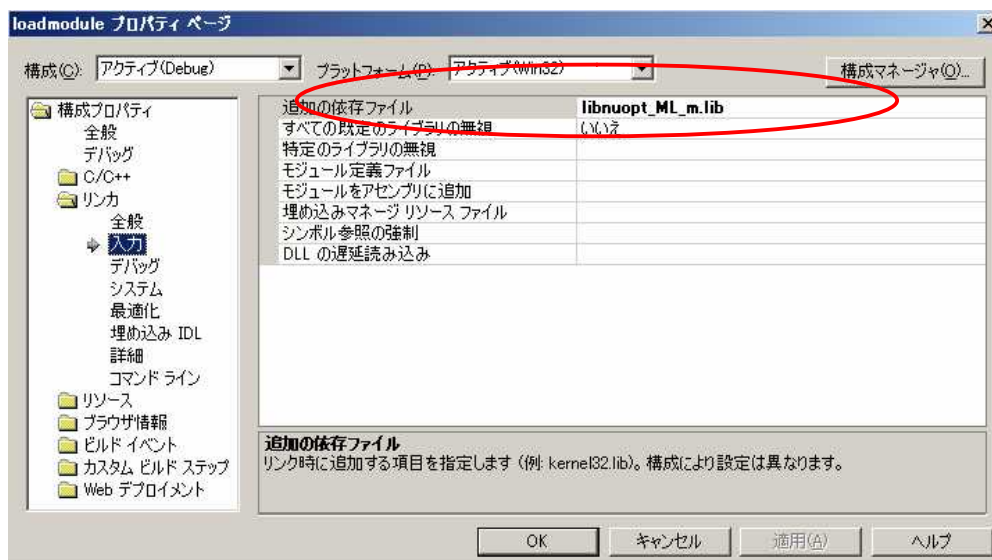 loadmodule プロパティ ページ
構成(C): アクティブ(Debug) プラットフォーム(P): アクティブ(Win32) 構成マネージャ(O)...
構成プロパティ
全般
デバッグ
C/C++
リンカ
全般
入力
デバッグ
システム
最適化
埋め込み IDL
詳細
コマンド ライン
リソース
ブラウザ情報
ビルド イベント
カスタム ビルド ステップ
Web デプロイメント
追加の依存ファイル libnuopt_ML_m.lib
すべての既定のライブラリの無視 いいえ
特定のライブラリの無視
モジュール定義ファイル
モジュールをアセンブリに追加
埋め込みマネージ リソース ファイル
シンボル参照の強制
DLL の遅延読み込み
追加の依存ファイル
リンク時に追加する項目を指定します (例: kernel32.lib)。構成により設定は異なります。
OK キャンセル 適用(A) ヘルプ